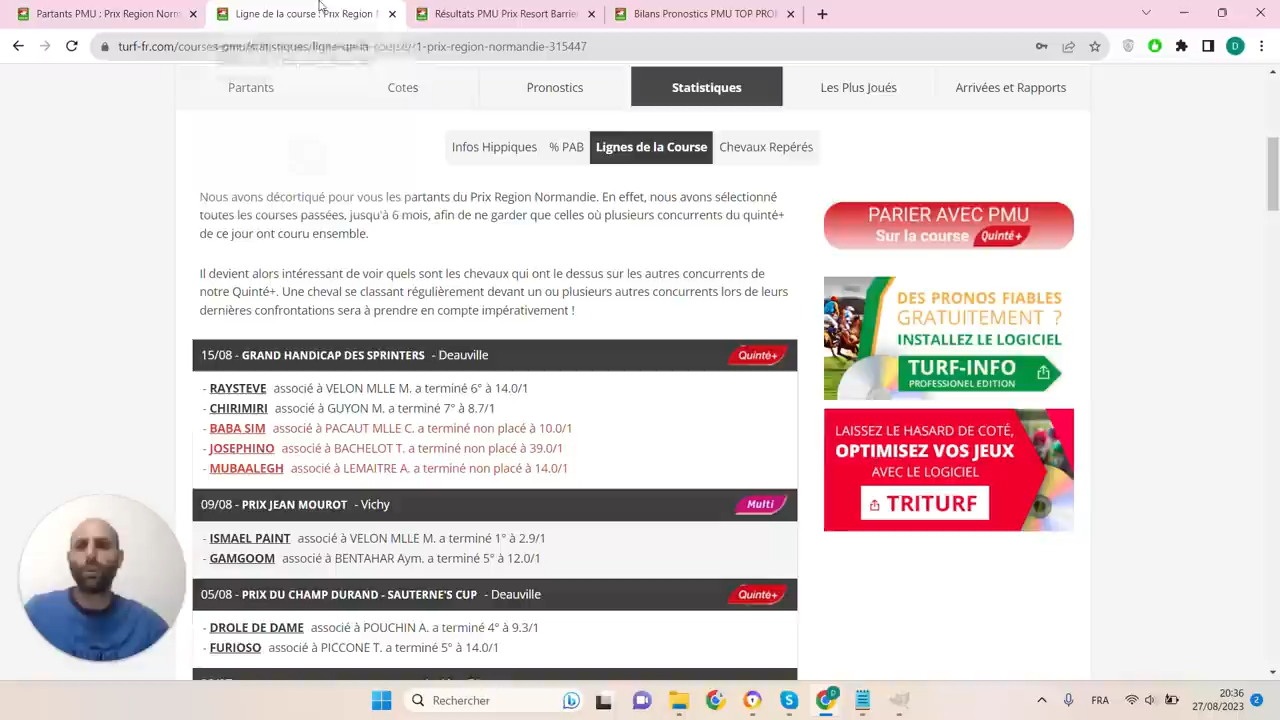 Partants PMU : Prix Region Norm
Ligne de la course : Prix Region N
Résultats PMU Prix Resort Barrier
Bilans Pronostics PMU TOP PRO
Partants
Cotes
Pronostics
Statistiques
Les Plus Joués
Arrivées et Rapports
Infos Hippiques
% PAB
Lignes de la Course
Chevaux Repérés
Nous avons décortiqué pour vous les partants du Prix Region Normandie. En effet, nous avons sélectionné
toutes les courses passées, jusqu'à 6 mois, afin de ne garder que celles où plusieurs concurrents du quinté+
de ce jour ont couru ensemble.
Il devient alors intéressant de voir quels sont les chevaux qui ont le dessus sur les autres concurrents de
notre Quinté+. Une cheval se classant régulièrement devant un ou plusieurs autres concurrents lors de leurs
dernières confrontations sera à prendre en compte impérativement !
15/08 - GRAND HANDICAP DES SPRINTERS - Deauville
Quinté+
- RAYSTEVE associé à VELON MLLE M. a terminé 6° à 14.0/1
- CHIRIMIRI associé à GUYON M. a terminé 7° à 8.7/1
- BABA SIM associé à PACAUT MLLE C. a terminé non placé à 10.0/1
- JOSEPHINO associé à BACHELOT T. a terminé non placé à 39.0/1
- MUBAALEGH associé à LEMAITRE A. a terminé non placé à 14.0/1
09/08 - PRIX JEAN MOUROT - Vichy
Multi
- ISMAEL PAINT associé à VELON MLLE M. a terminé 1° à 2.9/1
- GAMGOOM associé à BENTAHAR Aym. a terminé 5° à 12.0/1
05/08 - PRIX DU CHAMP DURAND - SAUTERNE'S CUP - Deauville
Quinté+
- DROLE DE DAME associé à POUCHIN A. a terminé 4° à 9.3/1
- FURIOSO associé à PICCONE T. a terminé 5° à 14.0/1
PARIER AVEC PMU
Sur la course Quinté+
DES PRONOS FIABLES
GRATUITEMENT ?
INSTALLEZ LE LOGICIEL
TURF-INFO
PROFESSIONEL EDITION
LAISSEZ LE HASARD DE COTÉ,
OPTIMISEZ VOS JEUX
AVEC LE LOGICIEL
TRITURF
Rechercher
FRA
20:36
27/08/2023
2